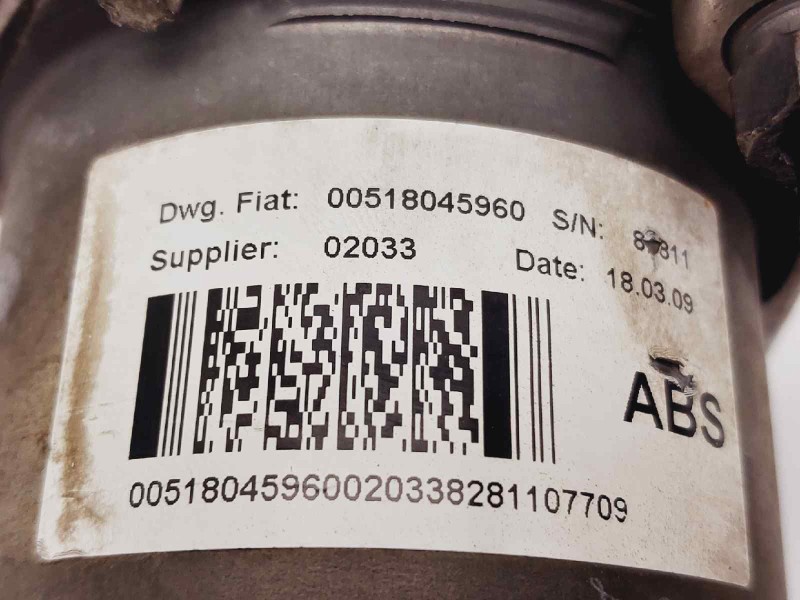 Dwg. Fiat: 00518045960 S/N:
Supplier: 02033 Date: 18.03.09
ABS
00518045960020338281107709